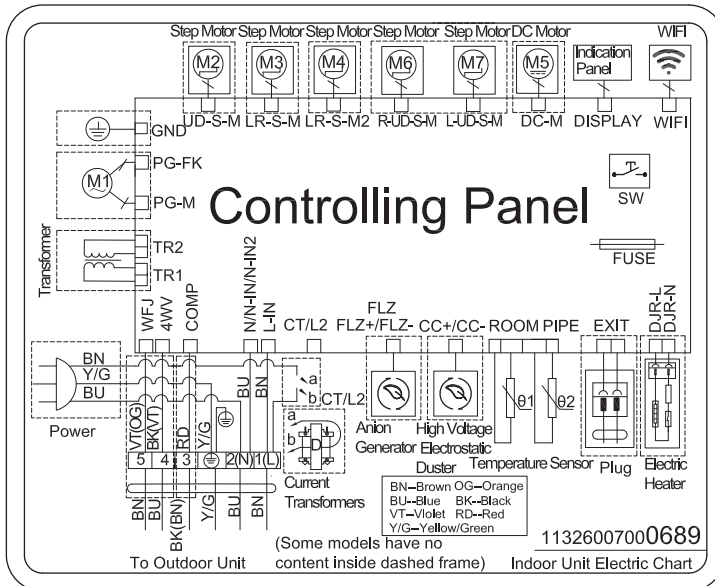 Step Motor Step Motor Step Motor Step Motor Step Motor DC Motor WIFI
M2 M3 M4 M6 M7 M5 Indication
Panel
UD-S-M LR-S-M LR-S-M2 R-UD-S-M L-UD-S-M DC-M DISPLAY WIFI
GND
PG-FK
M1
PG-M
SW
Controlling Panel
Transformer
TR2
TR1
FUSE
WFJ
4WV
COMP
N/N-IN/N-IN2
L-IN
CT/L2
FLZ
FLZ+/FLZ-
CC+/CC-
ROOM
PIPE
EXIT
DJR-L
DJR-N
BN
Y/G
BU
Power
BU
BN
a
b CT/L2
a
b
D
Current
Transformers
Anion
Generator
High Voltage
Electrostatic
Duster
θ1
θ2
Temperature Sensor
Plug
Electric
Heater
VT(OG)
BK(VT)
RD
Y/G
5 4 3 2(N) 1(L)
BN
BU
BK(BN)
Y/G
BU
BN
BN--Brown OG--Orange
BU--Blue BK--Black
VT--Vlolet RD--Red
Y/G--Yellow/Green
To Outdoor Unit
(Some models have no
content inside dashed frame)
11326007000689
Indoor Unit Electric Chart